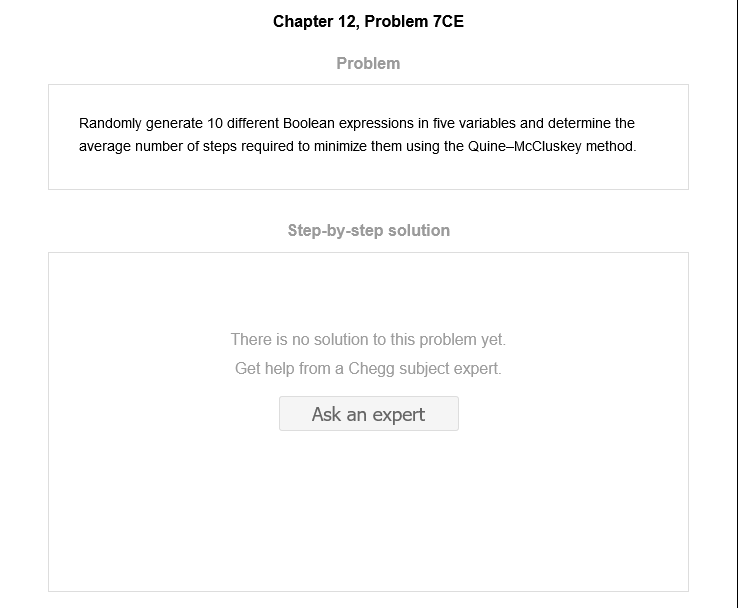 Chapter 12, Problem 7CE
Problem
Randomly generate 10 different Boolean expressions in five variables and determine the
average number of steps required to minimize them using the Quine–McCluskey method.
Step-by-step solution
There is no solution to this problem yet.
Get help from a Chegg subject expert.
Ask an expert